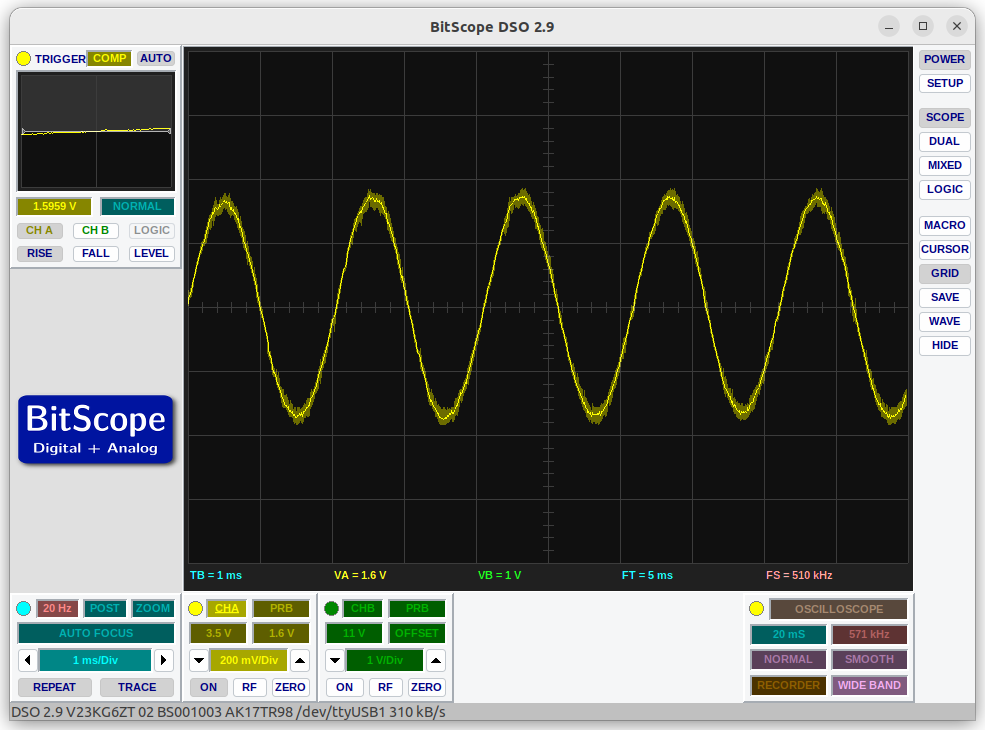 BitScope DSO 2.9
TRIGGER COMP AUTO
1.5959 V NORMAL
CH A CH B LOGIC
RISE FALL LEVEL
BitScope
Digital + Analog
POWER
SETUP
SCOPE
DUAL
MIXED
LOGIC
MACRO
CURSOR
GRID
SAVE
WAVE
HIDE
TB = 1 ms VA = 1.6 V VB = 1 V FT = 5 ms FS = 510 kHz
20 Hz POST ZOOM
AUTO FOCUS
1 ms/Div
REPEAT TRACE
CHA PRB
3.5 V 1.6 V
200 mV/Div
ON RF ZERO
CHB PRB
11 V OFFSET
1 V/Div
ON RF ZERO
OSCILLOSCOPE
20 mS 571 kHz
NORMAL SMOOTH
RECORDER WIDE BAND
DSO 2.9 V23KG6ZT 02 BS001003 AK17TR98 /dev/ttyUSB1 310 kB/s